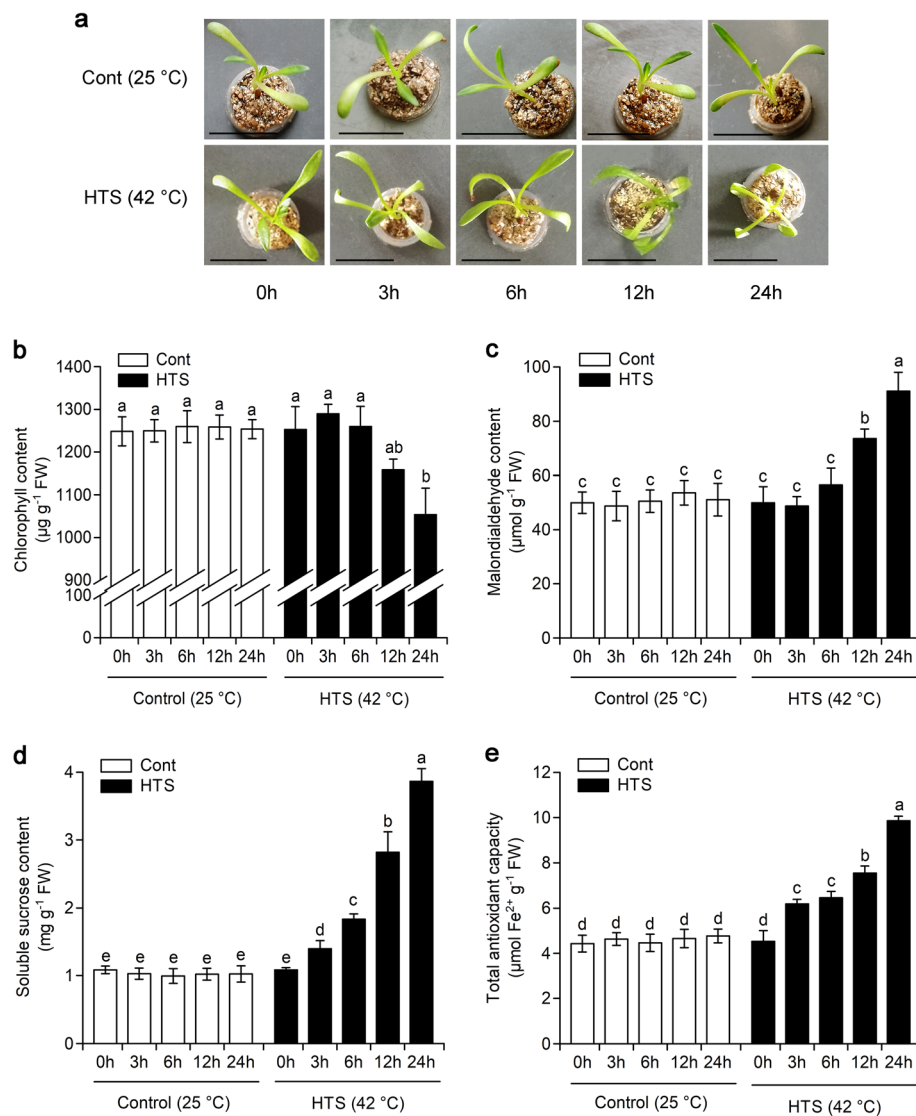 a
Cont (25 °C)
HTS (42 °C)
0h 3h 6h 12h 24h
b
Cont
HTS
Chlorophyll content
(µg g⁻¹ FW)
1400
1300
1200
1100
1000
900
100
0
a a a a a a a a ab b
0h 3h 6h 12h 24h 0h 3h 6h 12h 24h
Control (25 °C) HTS (42 °C)
c
Cont
HTS
Malondialdehyde content
(µmol g⁻¹ FW)
100
80
60
40
20
0
c c c c c c c c b a
0h 3h 6h 12h 24h 0h 3h 6h 12h 24h
Control (25 °C) HTS (42 °C)
d
Cont
HTS
Soluble sucrose content
(mg g⁻¹ FW)
4
3
2
1
0
e e e e e e d c b a
0h 3h 6h 12h 24h 0h 3h 6h 12h 24h
Control (25 °C) HTS (42 °C)
e
Cont
HTS
Total antioxidant capacity
(µmol Fe²⁺ g⁻¹ FW)
12
10
8
6
4
2
0
d d d d d d c c b a
0h 3h 6h 12h 24h 0h 3h 6h 12h 24h
Control (25 °C) HTS (42 °C)